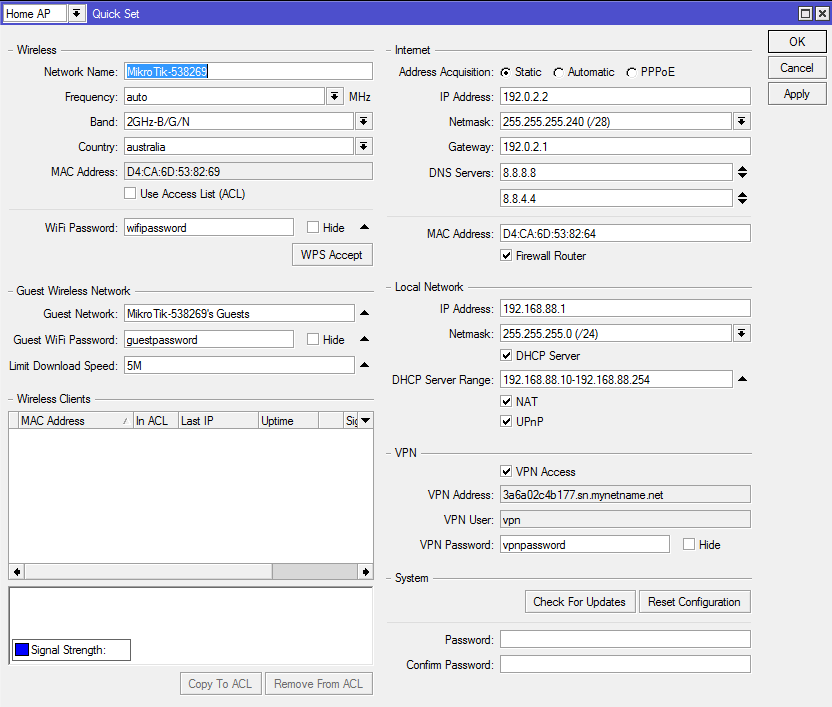 Home AP Quick Set
Wireless
Network Name: MikroTik-538269
Frequency: auto MHz
Band: 2GHz-B/G/N
Country: australia
MAC Address: D4:CA:6D:53:82:69
Use Access List (ACL)
WiFi Password: wifipassword Hide
WPS Accept
Guest Wireless Network
Guest Network: MikroTik-538269's Guests
Guest WiFi Password: guestpassword Hide
Limit Download Speed: 5M
Wireless Clients
MAC Address In ACL Last IP Uptime Sig
Signal Strength:
Copy To ACL Remove From ACL
Internet
Address Acquisition: Static Automatic PPPoE
IP Address: 192.0.2.2
Netmask: 255.255.255.240 (/28)
Gateway: 192.0.2.1
DNS Servers: 8.8.8.8
8.8.4.4
MAC Address: D4:CA:6D:53:82:64
Firewall Router
Local Network
IP Address: 192.168.88.1
Netmask: 255.255.255.0 (/24)
DHCP Server
DHCP Server Range: 192.168.88.10-192.168.88.254
NAT
UPnP
VPN
VPN Access
VPN Address: 3a6a02c4b177.sn.mynetname.net
VPN User: vpn
VPN Password: vpnpassword Hide
System
Check For Updates Reset Configuration
Password:
Confirm Password:
OK
Cancel
Apply